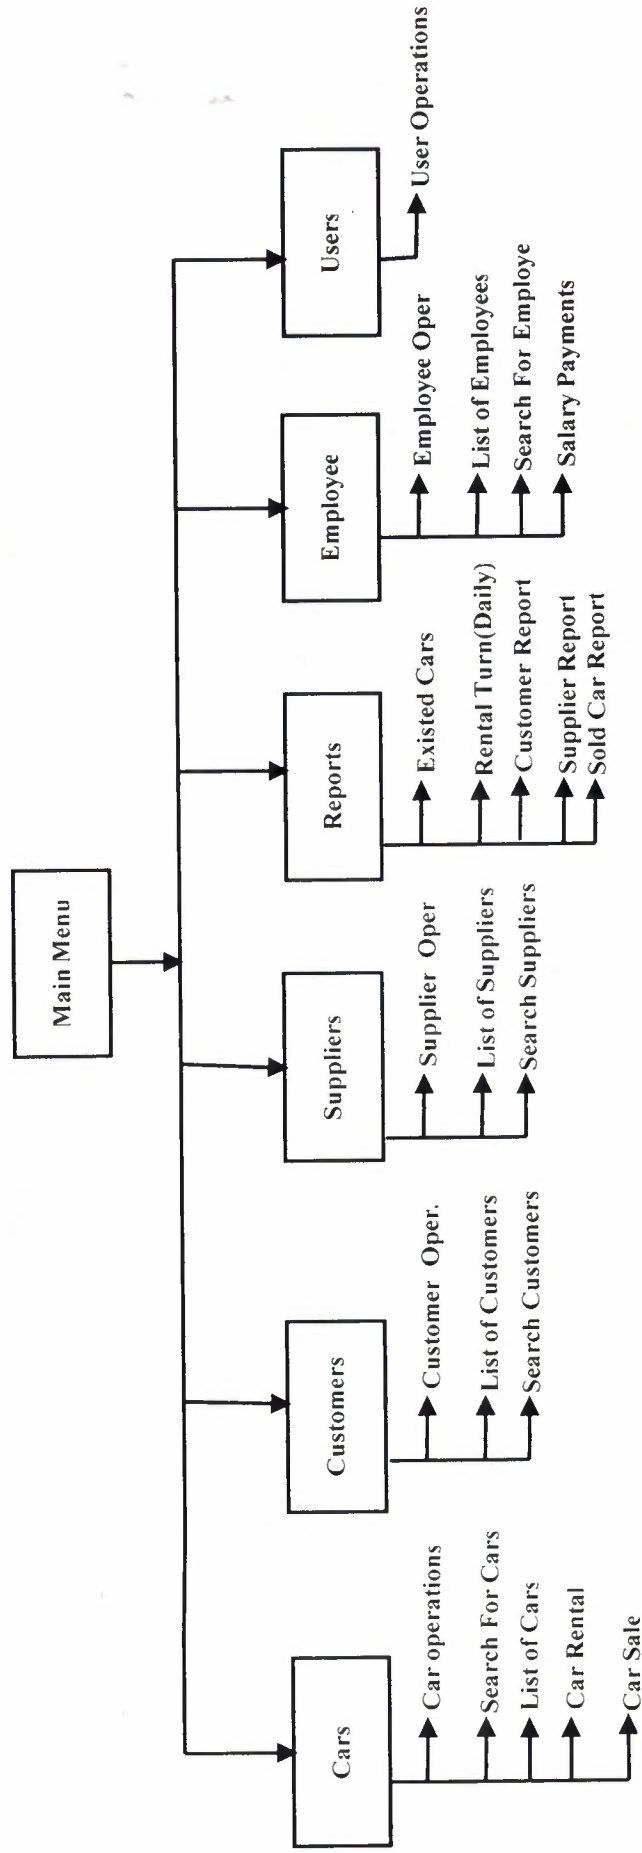 Main Menu
Cars
Car operations
Search For Cars
List of Cars
Car Rental
Car Sale
Customers
Customer Oper.
List of Customers
Search Customers
Suppliers
Supplier Oper
List of Suppliers
Search Suppliers
Reports
Existed Cars
Rental Turn(Daily)
Customer Report
Supplier Report
Sold Car Report
Employee
Employee Oper
List of Employees
Search For Employe
Salary Payments
Users
User Operations